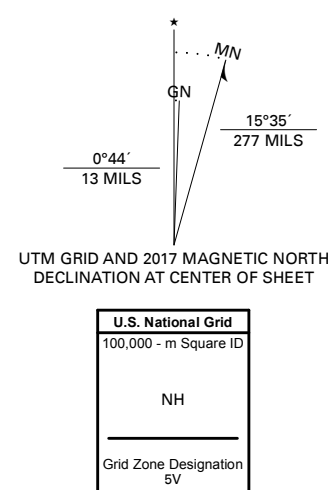 ★
MN
GN
15°35´
277 MILS
0°44´
13 MILS
UTM GRID AND 2017 MAGNETIC NORTH
DECLINATION AT CENTER OF SHEET
U.S. National Grid
100,000 - m Square ID
NH
Grid Zone Designation
5V